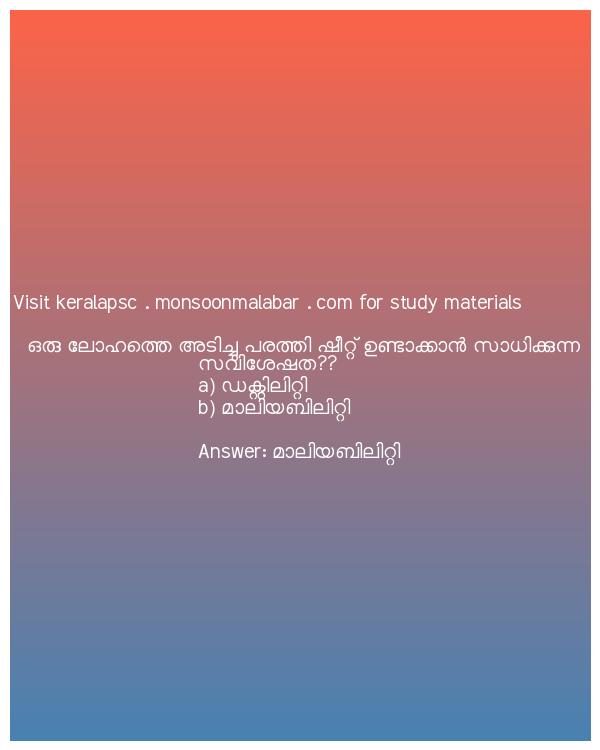 Visit keralapsc . monsoonmalabar . com for study materials
ഒരു ലോഹത്തെ അടിച്ചു പരത്തി ഷീറ്റ് ഉണ്ടാക്കാൻ സാധിക്കുന്ന
സവിശേഷത??
a) ഡക്റ്റിലിറ്റി
b) മാലിയബിലിറ്റി
Answer: മാലിയബിലിറ്റി